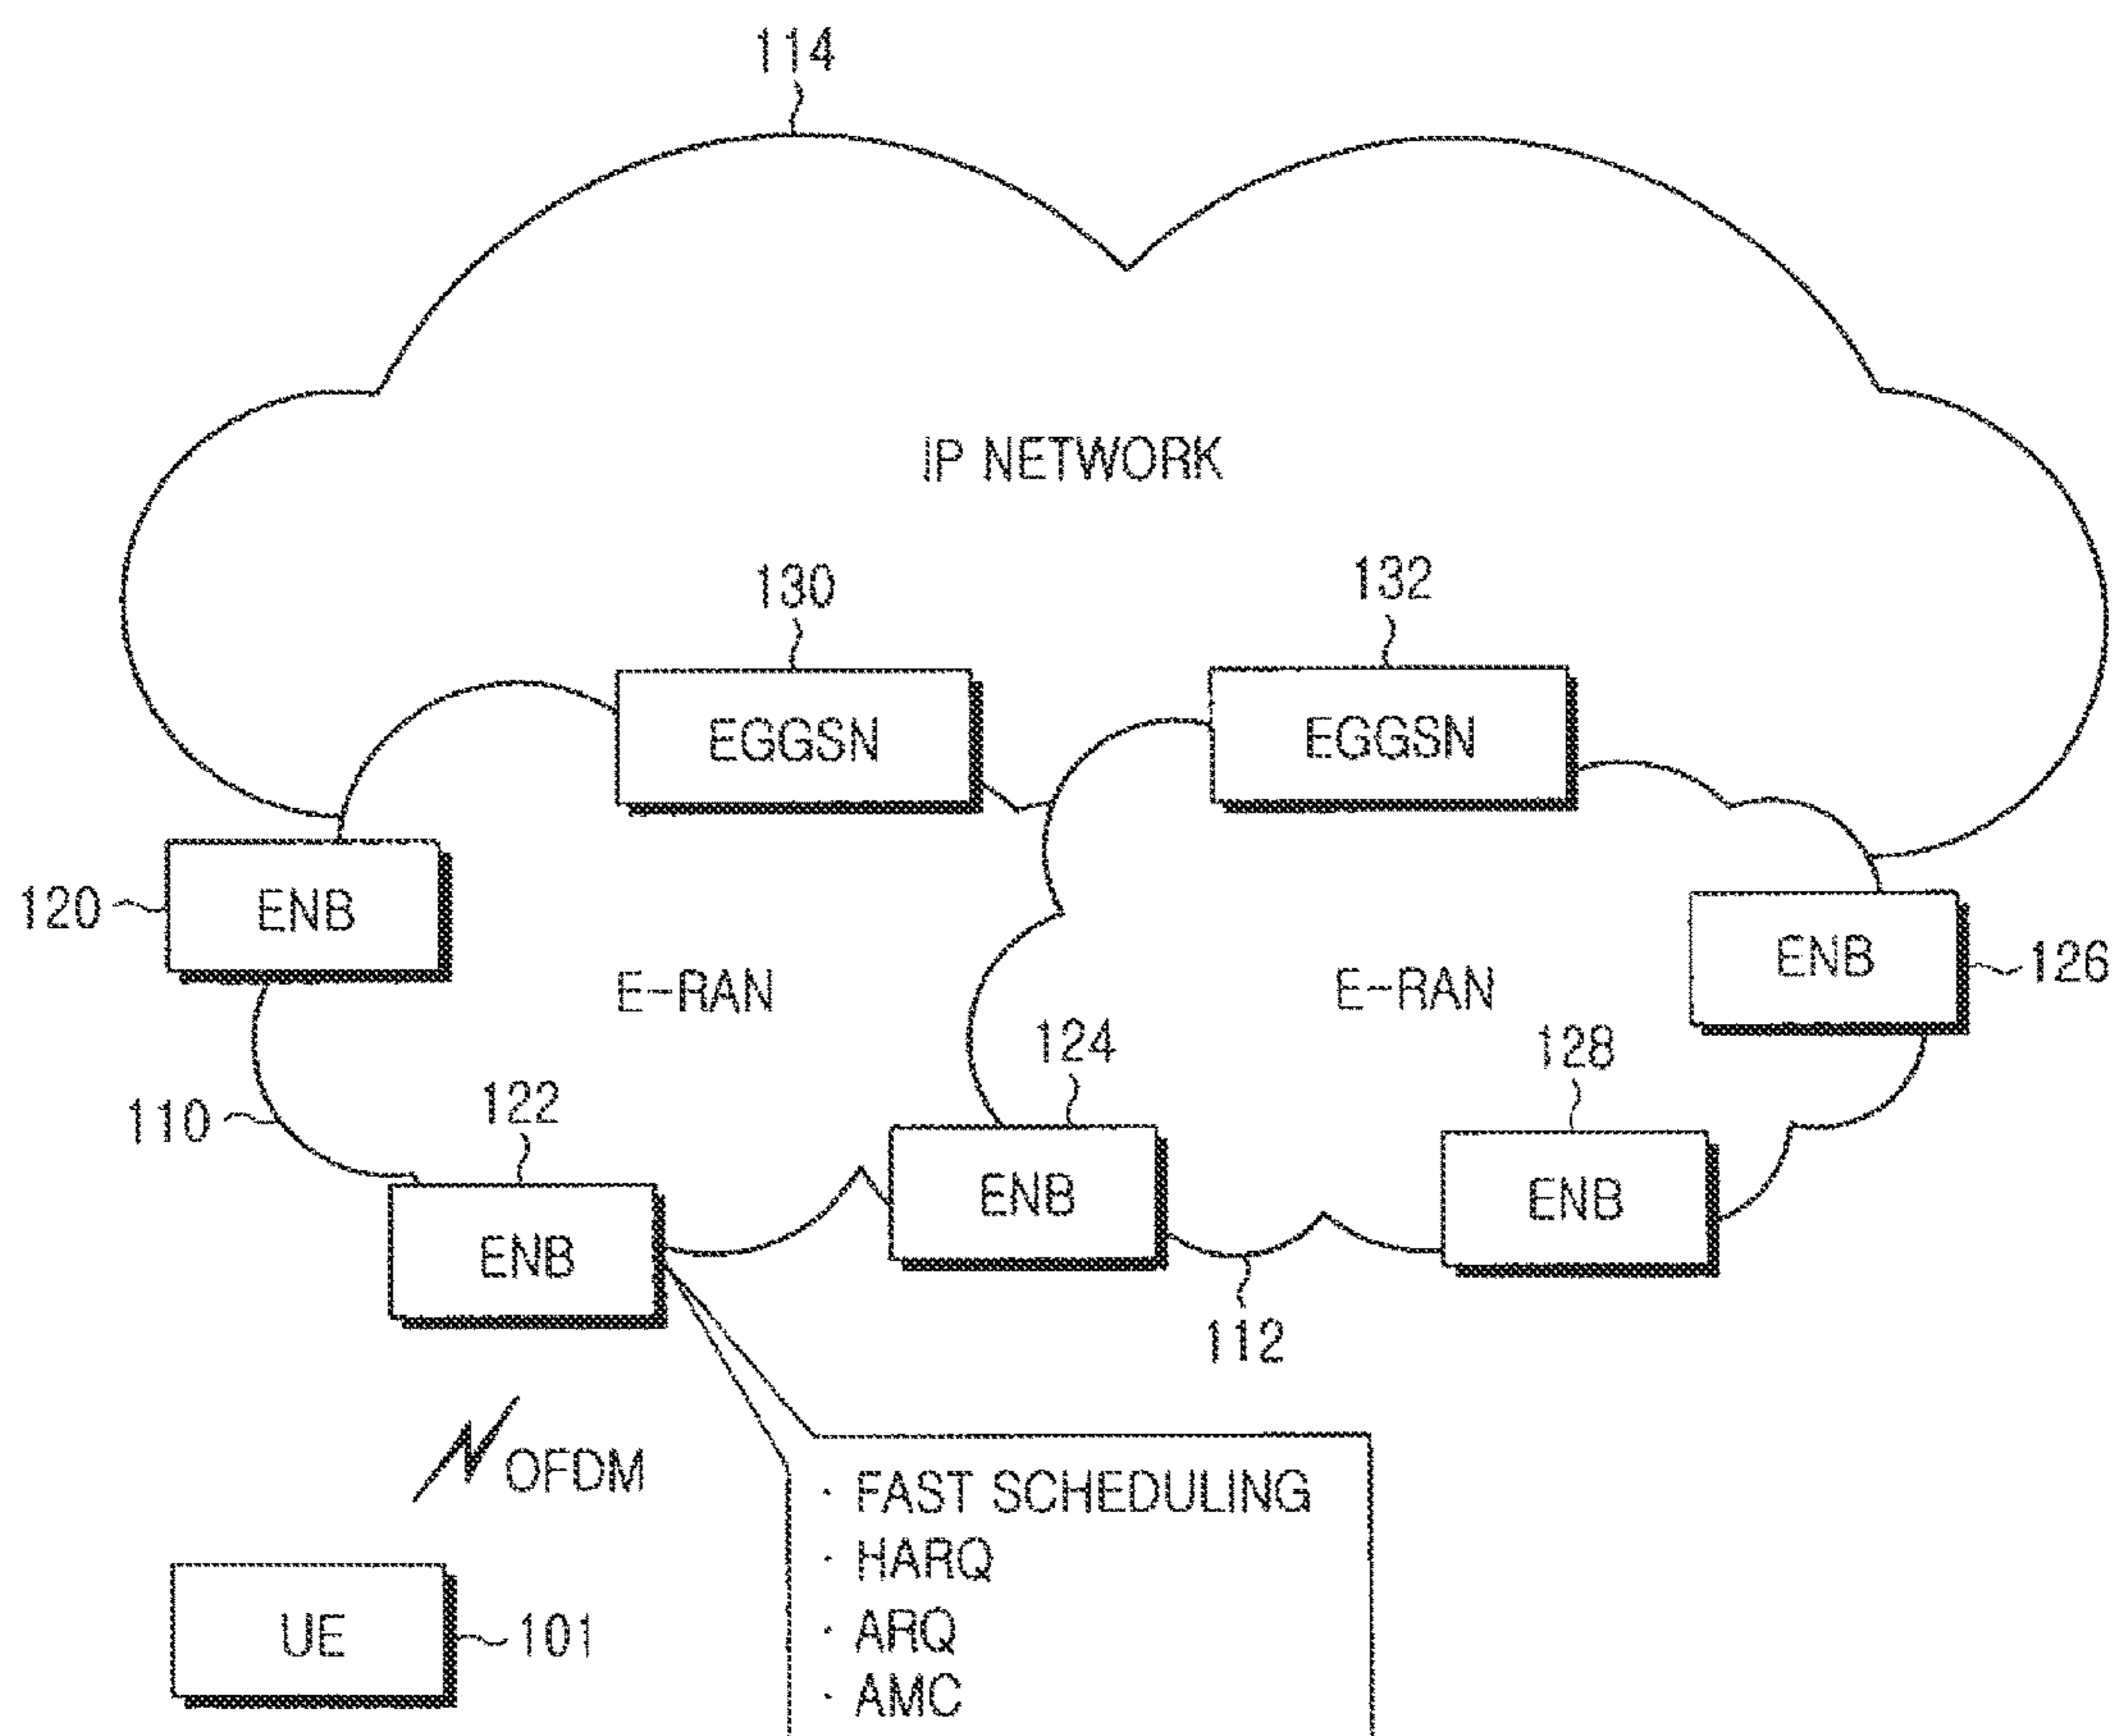 114
IP NETWORK
130
132
EGGSN
EGGSN
120
ENB
ENB
126
E-RAN
E-RAN
124
128
110
122
ENB
ENB
ENB
112
OFDM
· FAST SCHEDULING
· HARQ
· ARQ
· AMC
UE
101